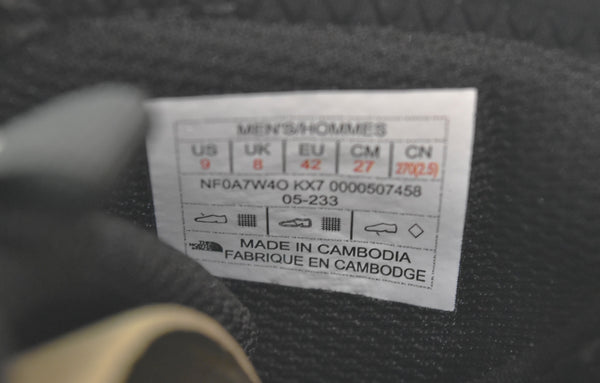 MEN'S/HOMMES
US UK EU CM CN
9 8 42 27 270(2.5)
NF0A7W4O KX7 0000507458
05-233
MADE IN CAMBODIA
FABRIQUE EN CAMBODGE